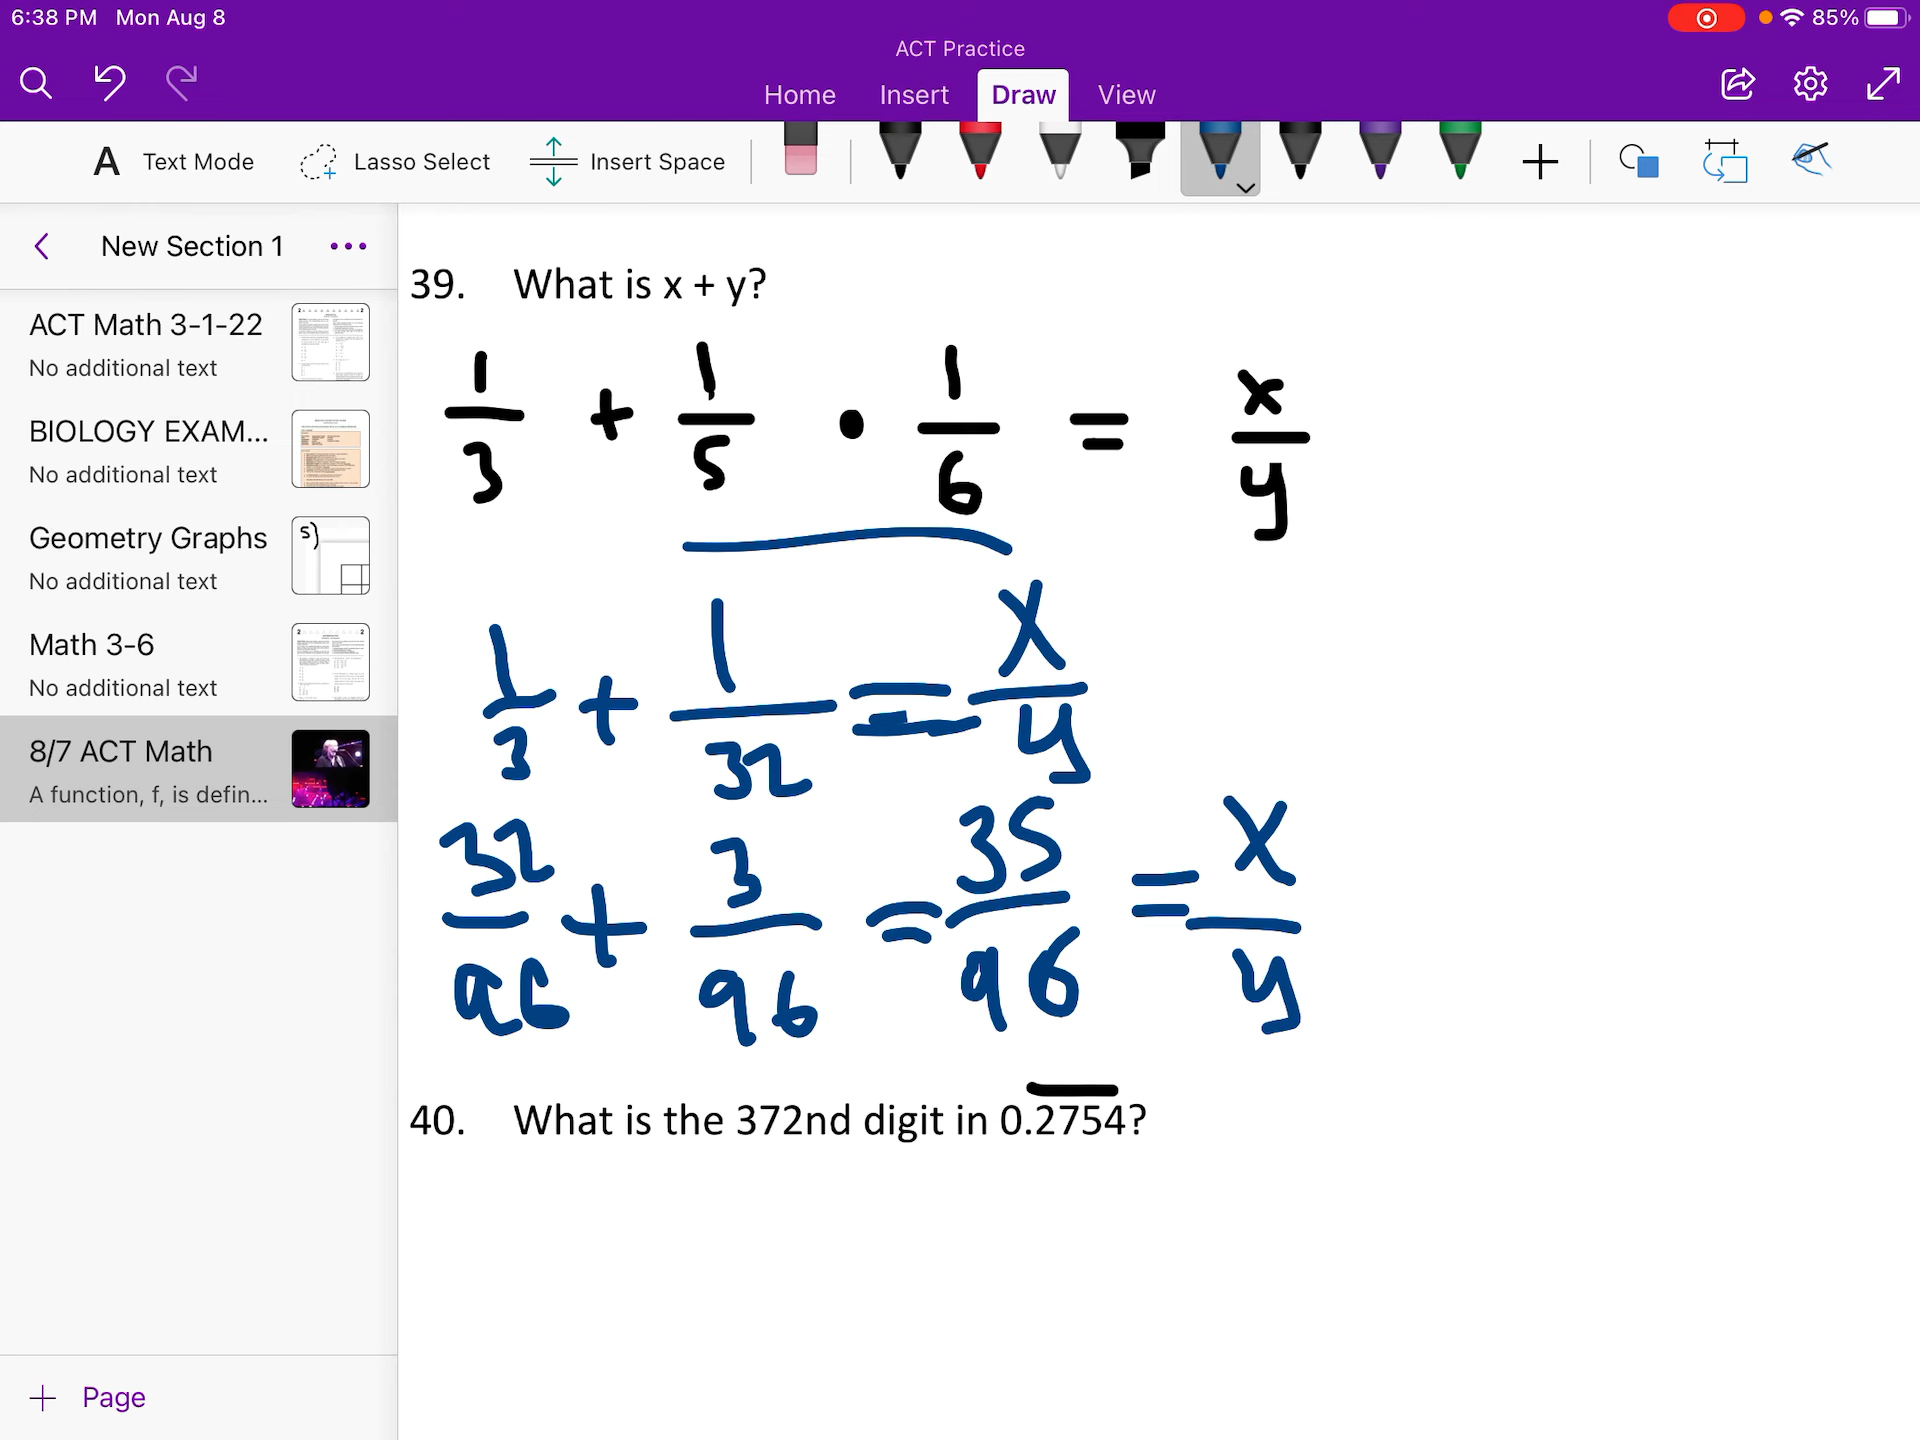 6:38 PM Mon Aug 8
85%
ACT Practice
Home Insert Draw View
A Text Mode Lasso Select Insert Space
New Section 1
ACT Math 3-1-22
No additional text
BIOLOGY EXAM...
No additional text
Geometry Graphs
No additional text
5)
Math 3-6
No additional text
8/7 ACT Math
A function, f, is defin...
+ Page
39. What is x + y?
1/3 + 1/5 • 1/6 = x/y
1/3 + 1/32 = x/y
32/96 + 3/96 = 35/96 = x/y
40. What is the 372nd digit in 0.2754?